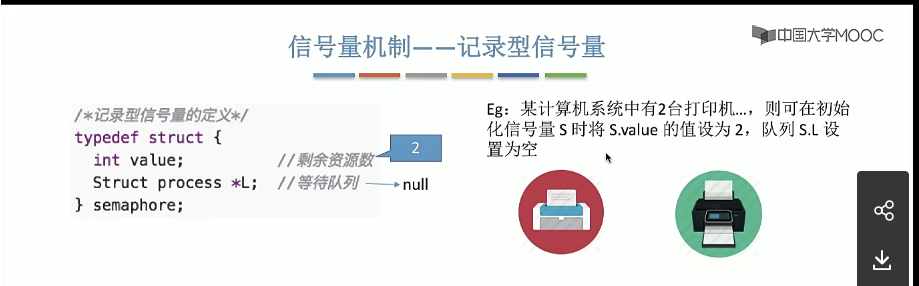 中国大学MOOC
信号量机制——记录型信号量
/*记录型信号量的定义*/
typedef struct {
int value; //剩余资源数
Struct process *L; //等待队列
} semaphore;
2
null
Eg：某计算机系统中有2台打印机...，则可在初始
化信号量 S 时将 S.value 的值设为 2，队列 S.L 设
置为空